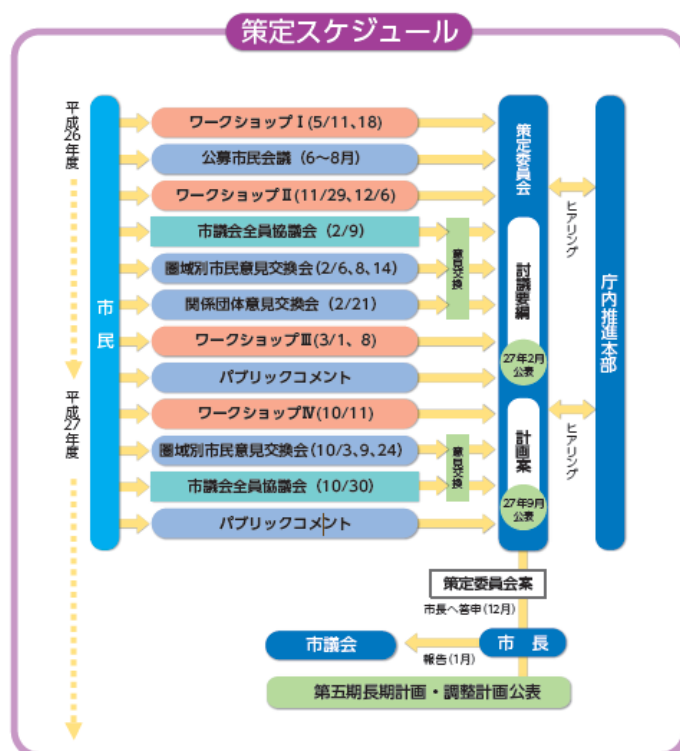 策定スケジュール
平成26年度
平成27年度
市民
ワークショップⅠ(5/11、18)
公募市民会議（6～8月）
ワークショップⅡ(11/29、12/6)
市議会全員協議会（2/9）
圏域別市民意見交換会(2/6、8、14)
関係団体意見交換会（2/21）
ワークショップⅢ(3/1、8)
パブリックコメント
ワークショップⅣ(10/11)
圏域別市民意見交換会(10/3、9、24)
市議会全員協議会（10/30）
パブリックコメント
意見交換
意見交換
策定委員会
討議要綱
27年2月
公表
計画案
27年9月
公表
ヒアリング
ヒアリング
庁内推進本部
策定委員会案
市長へ答申(12月)
市議会
市長
報告(1月)
第五期長期計画・調整計画公表